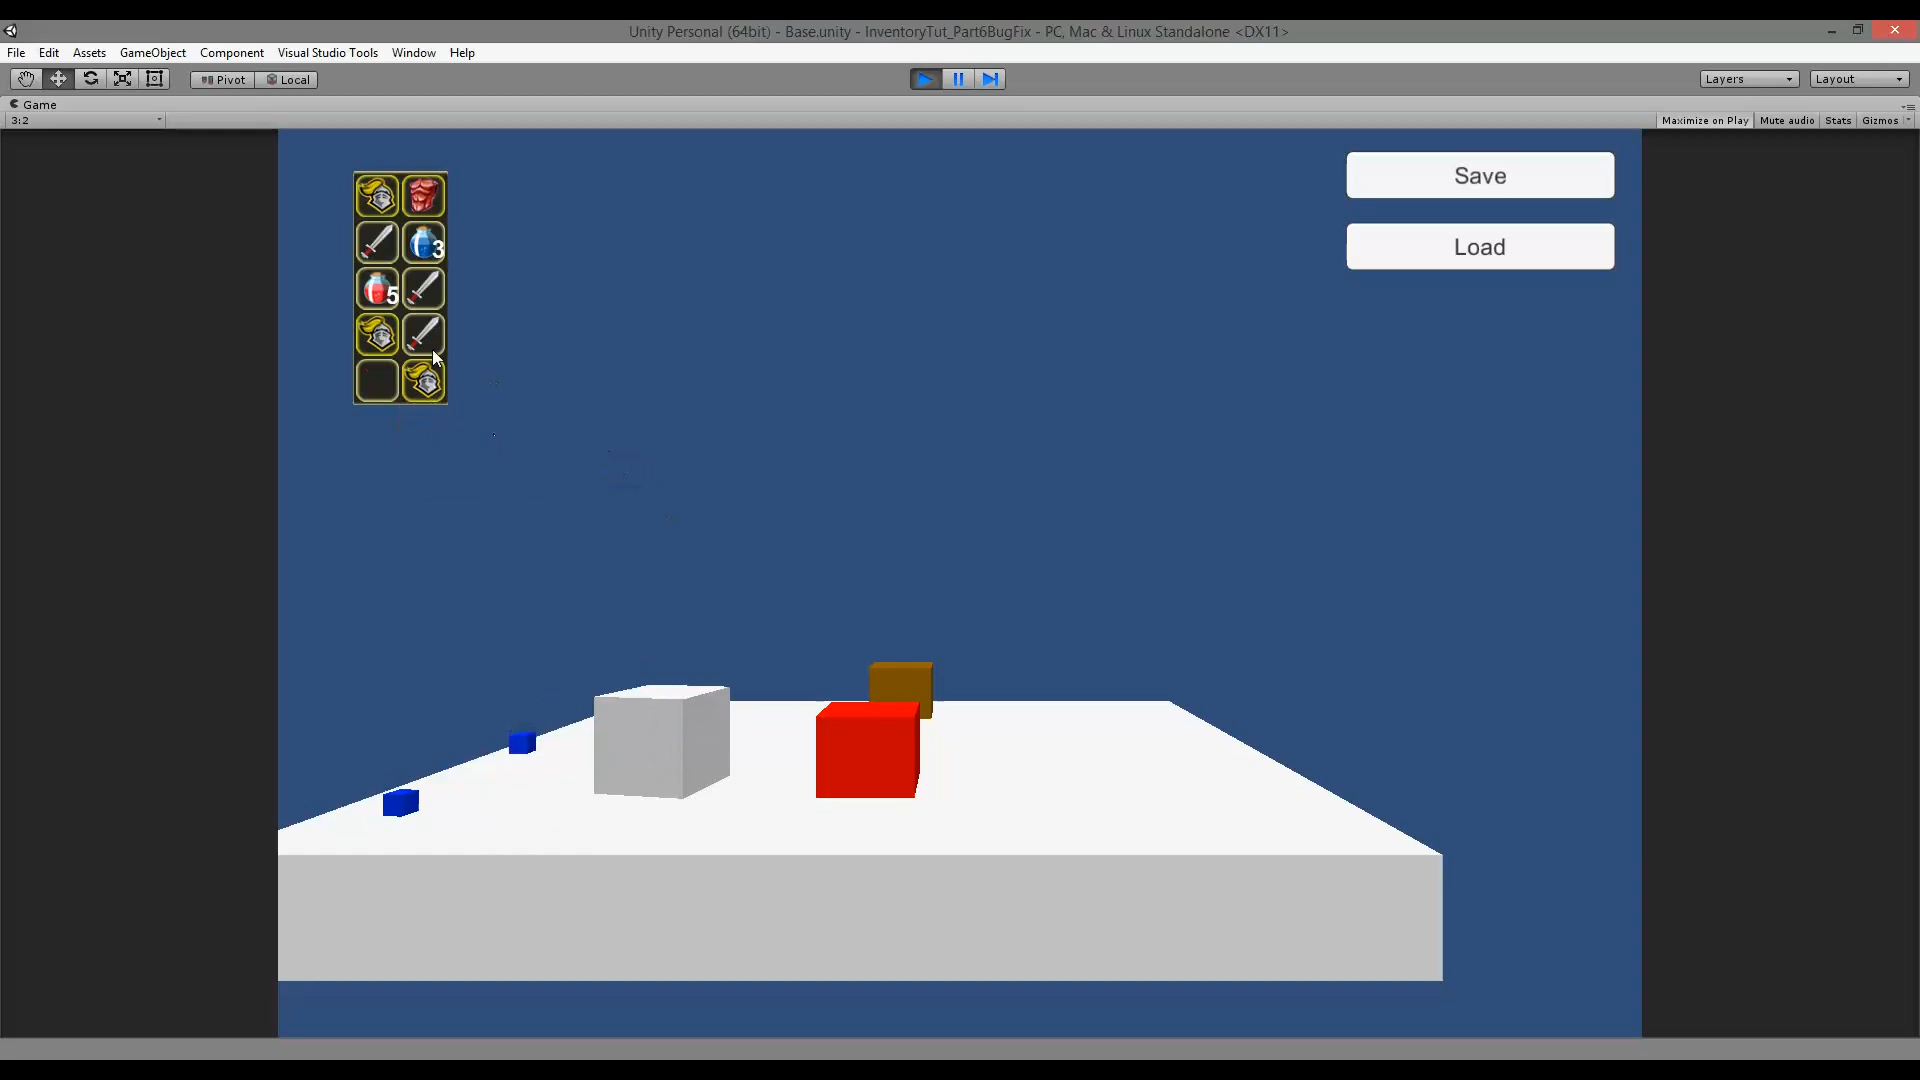 Unity Personal (64bit) - Base.unity - InventoryTut_Part6BugFix - PC, Mac & Linux Standalone <DX11>
File Edit Assets GameObject Component Visual Studio Tools Window Help
Pivot Local Layers Layout
Game
3:2 Maximize on Play Mute audio Stats Gizmos
Save
3
Load
5